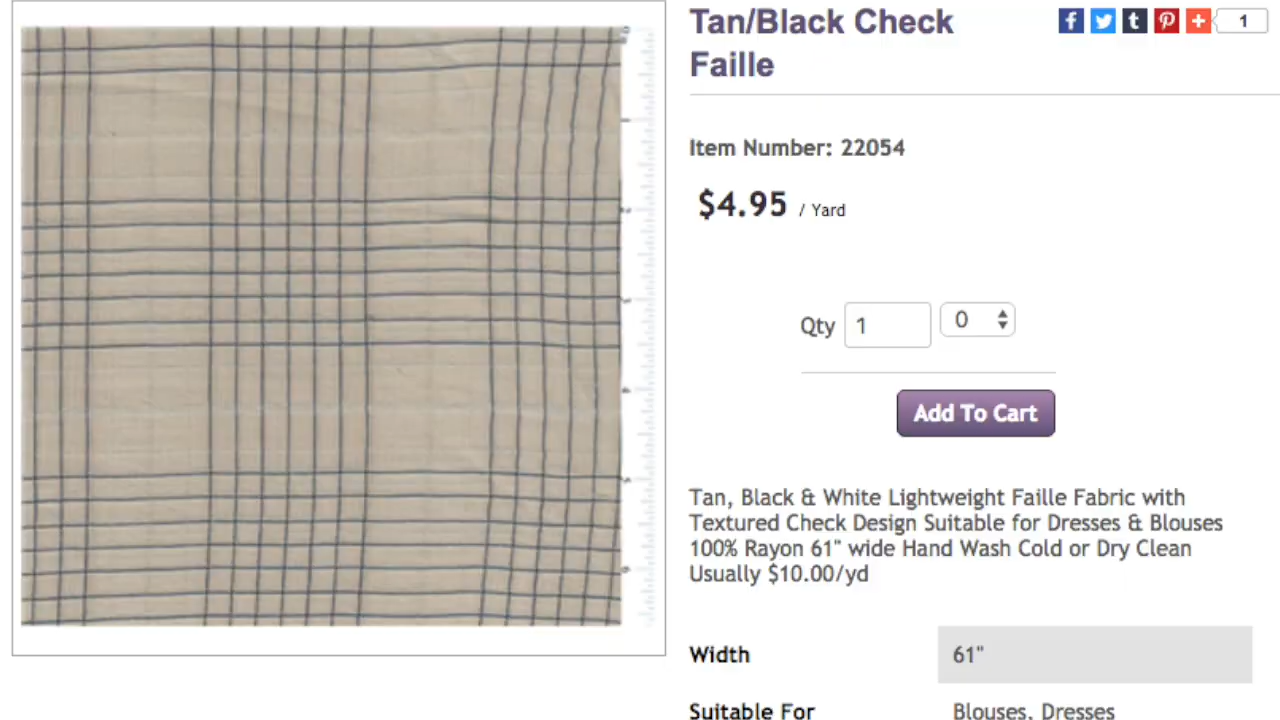 Tan/Black Check
Faille
f t p + 1
Item Number: 22054
$4.95 / Yard
Qty 1 0
Add To Cart
Tan, Black & White Lightweight Faille Fabric with
Textured Check Design Suitable for Dresses & Blouses
100% Rayon 61" wide Hand Wash Cold or Dry Clean
Usually $10.00/yd
Width 61"
Suitable For Blouses, Dresses